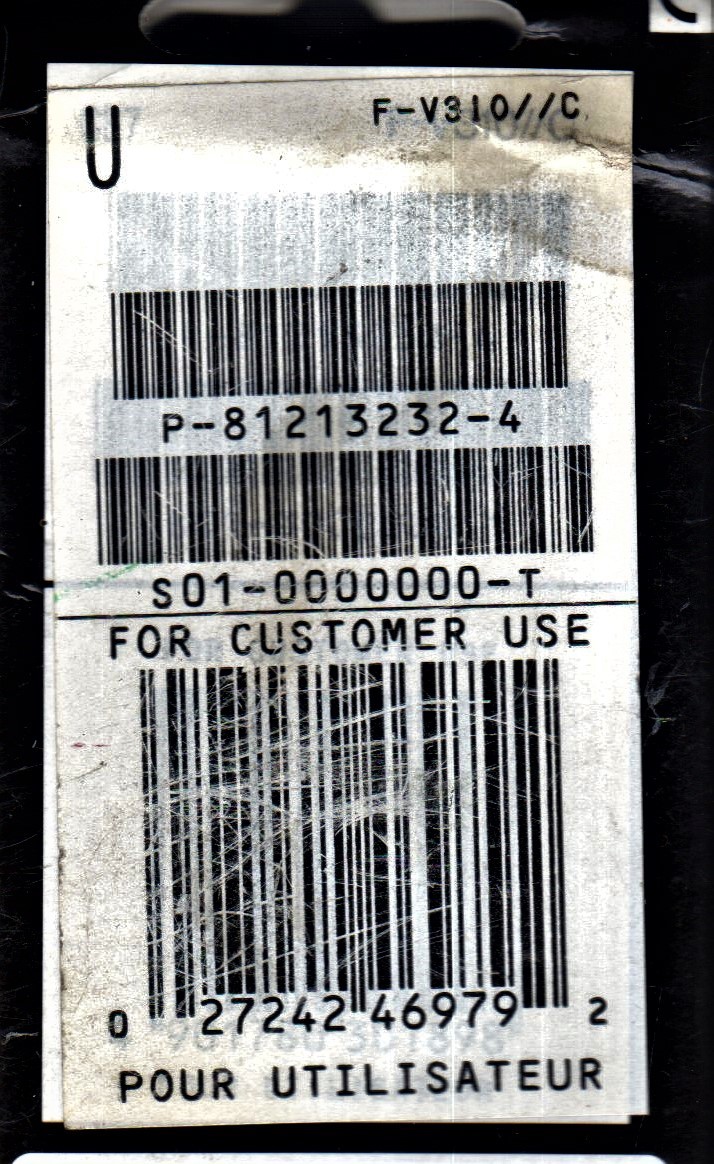 U F-V310//C
P-81213232-4
S01-0000000-T
FOR CUSTOMER USE
0 27242 46979 2
POUR UTILISATEUR